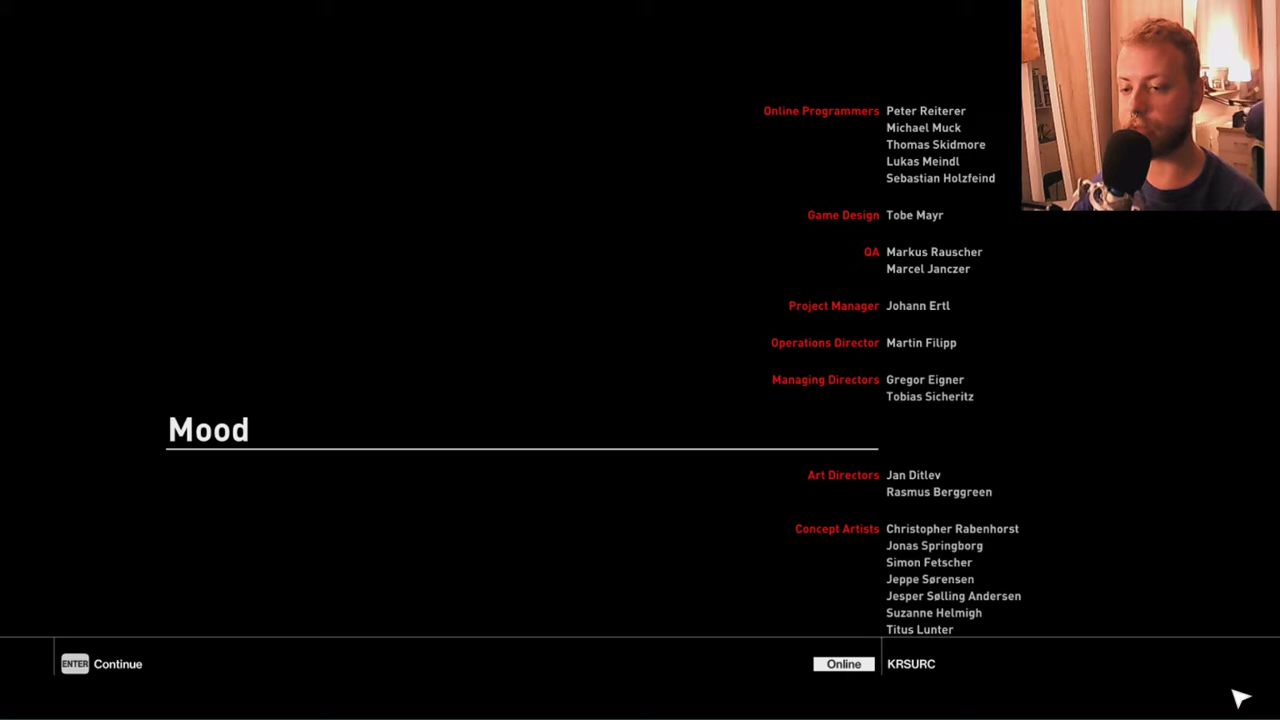 Online Programmers Peter Reiterer
Michael Muck
Thomas Skidmore
Lukas Meindl
Sebastian Holzfeind
Game Design Tobe Mayr
QA Markus Rauscher
Marcel Janczer
Project Manager Johann Ertl
Operations Director Martin Filipp
Managing Directors Gregor Eigner
Tobias Sicheritz
Mood
Art Directors Jan Ditlev
Rasmus Berggreen
Concept Artists Christopher Rabenhorst
Jonas Springborg
Simon Fetscher
Jeppe Sørensen
Jesper Sølling Andersen
Suzanne Helmigh
Titus Lunter
ENTER Continue Online KRSURC